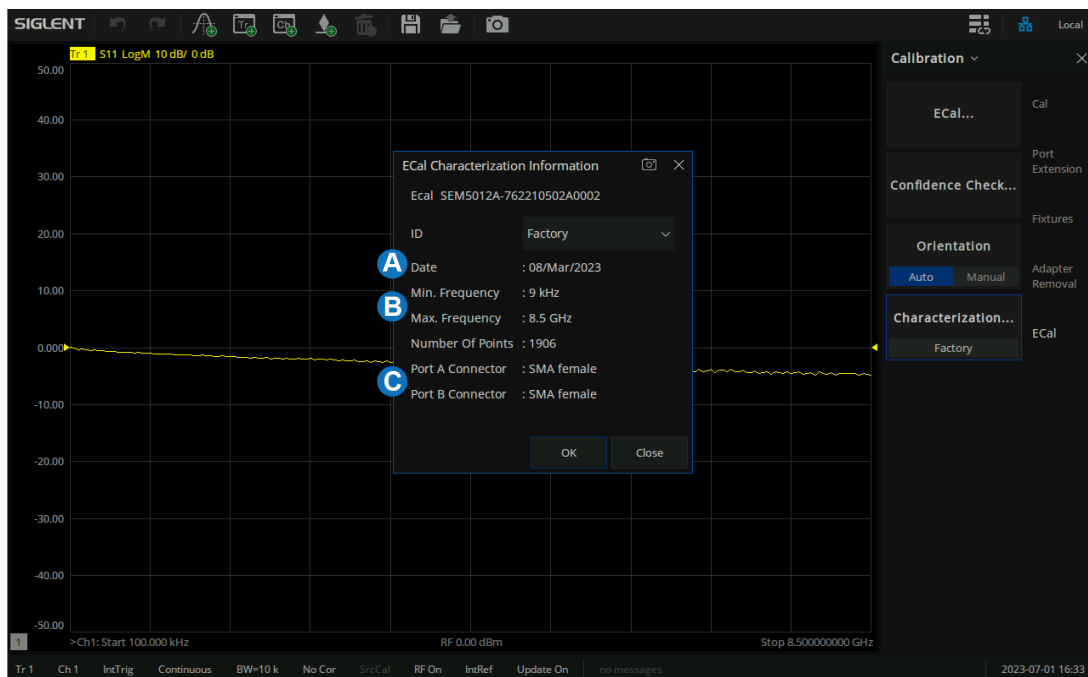 SIGLENT Tr Ch Local
Tr 1 S11 LogM 10 dB/ 0 dB
50.00
40.00
30.00
20.00
10.00
0.000
-10.00
-20.00
-30.00
-40.00
-50.00
1 >Ch1: Start 100.000 kHz RF 0.00 dBm Stop 8.500000000 GHz
ECal Characterization Information
Ecal SEM5012A-762210502A0002
ID Factory
A Date : 08/Mar/2023
B
Min. Frequency : 9 kHz
Max. Frequency : 8.5 GHz
Number Of Points : 1906
C
Port A Connector : SMA female
Port B Connector : SMA female
OK Close
Calibration
ECal...
Confidence Check...
Orientation
Auto Manual
Characterization...
Factory
Cal
Port
Extension
Fixtures
Adapter
Removal
ECal
Tr 1 Ch 1 IntTrig Continuous BW=10 k No Cor SrcCal RF On IntRef Update On no messages 2023-07-01 16:33